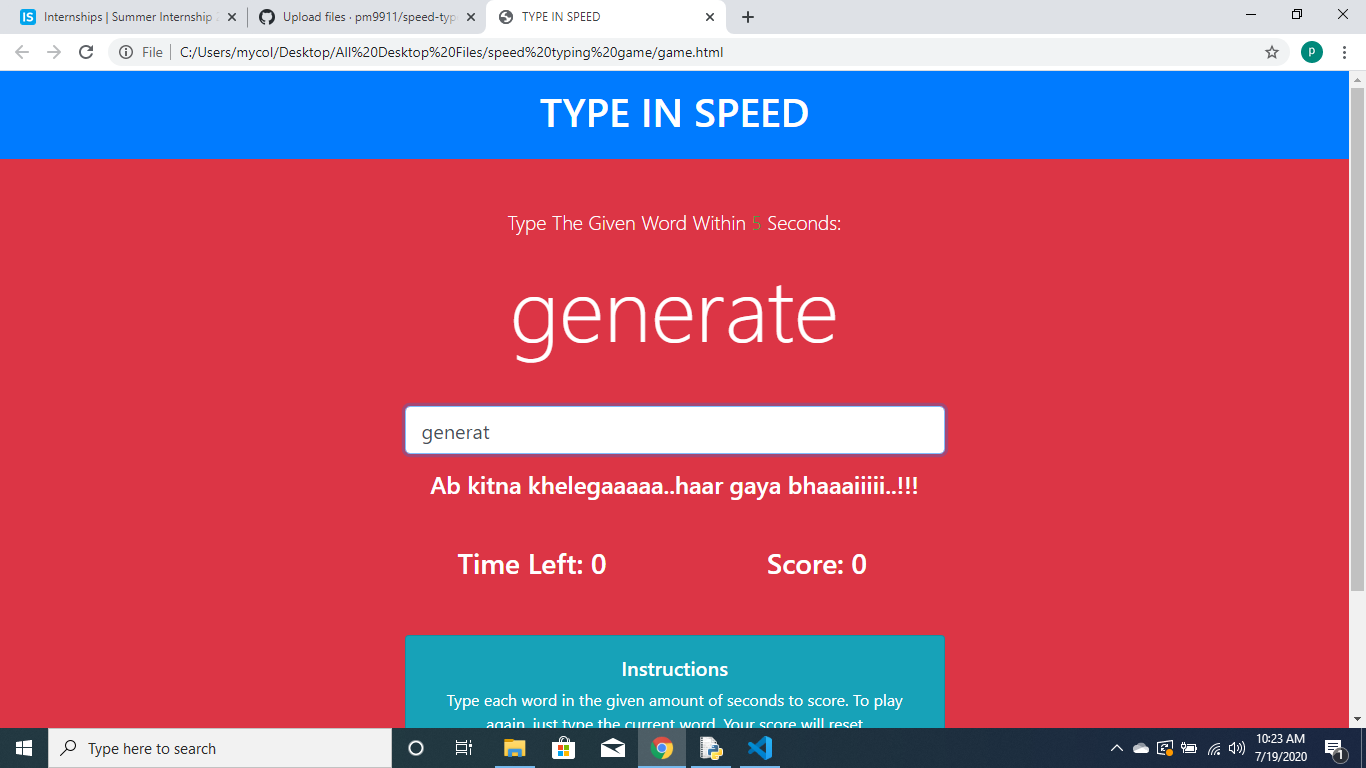 Internships | Summer Internship
Upload files · pm9911/speed-typ
TYPE IN SPEED
File
C:/Users/mycol/Desktop/All%20Desktop%20Files/speed%20typing%20game/game.html
P
TYPE IN SPEED
Type The Given Word Within 5 Seconds:
generate
generat
Ab kitna khelegaaaaa..haar gaya bhaaaiiiii..!!!
Time Left: 0
Score: 0
Instructions
Type each word in the given amount of seconds to score. To play
again, just type the current word. Your score will reset
Type here to search
10:23 AM
7/19/2020
1